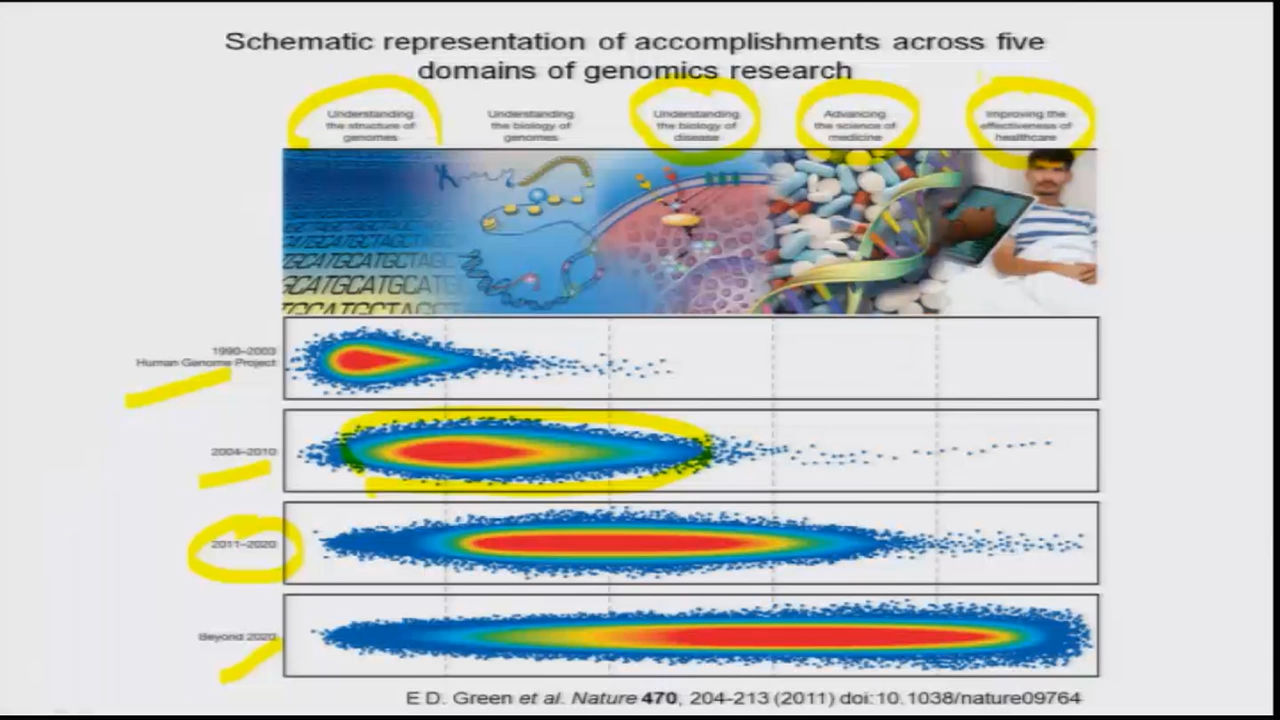 Schematic representation of accomplishments across five
domains of genomics research
Understanding
the structure of
genomes
Understanding
the biology of
genomes
Understanding
the biology of
disease
Advancing
the science of
medicine
Improving the
effectiveness of
healthcare
GCATGCATGCTAGC
GCATGCATGCAT
1990–2003
Human Genome Project
2004–2010
2011–2020
Beyond 2020
E D. Green et al. Nature 470, 204-213 (2011) doi:10.1038/nature09764